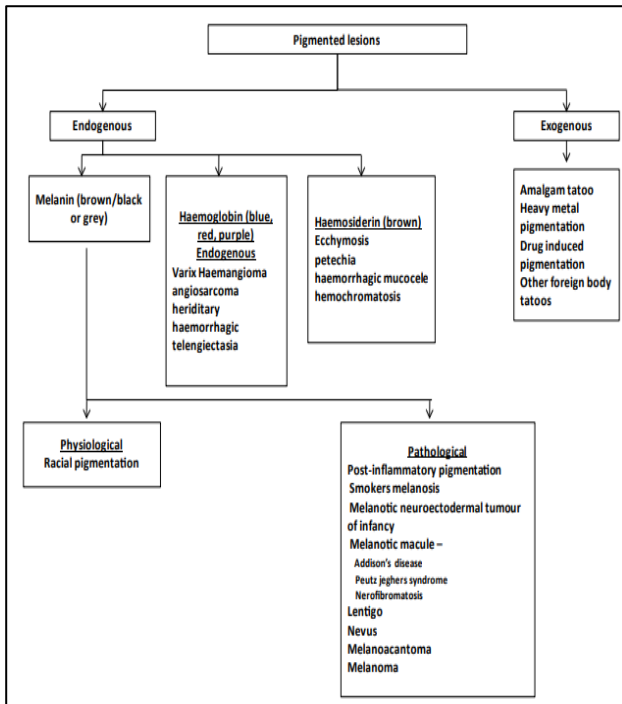 Pigmented lesions
Endogenous
Exogenous
Melanin (brown/black
or grey)
Haemoglobin (blue,
red, purple)
Endogenous
Varix Haemangioma
angiosarcoma
heriditary
haemorrhagic
telengiectasia
Haemosiderin (brown)
Ecchymosis
petechia
haemorrhagic mucocele
hemochromatosis
Amalgam tatoo
Heavy metal
pigmentation
Drug induced
pigmentation
Other foreign body
tatoos
Physiological
Racial pigmentation
Pathological
Post-inflammatory pigmentation
Smokers melanosis
Melanotic neuroectodermal tumour
of infancy
Melanotic macule –
Addison's disease
Peutz jeghers syndrome
Nerofibromatosis
Lentigo
Nevus
Melanoacantoma
Melanoma